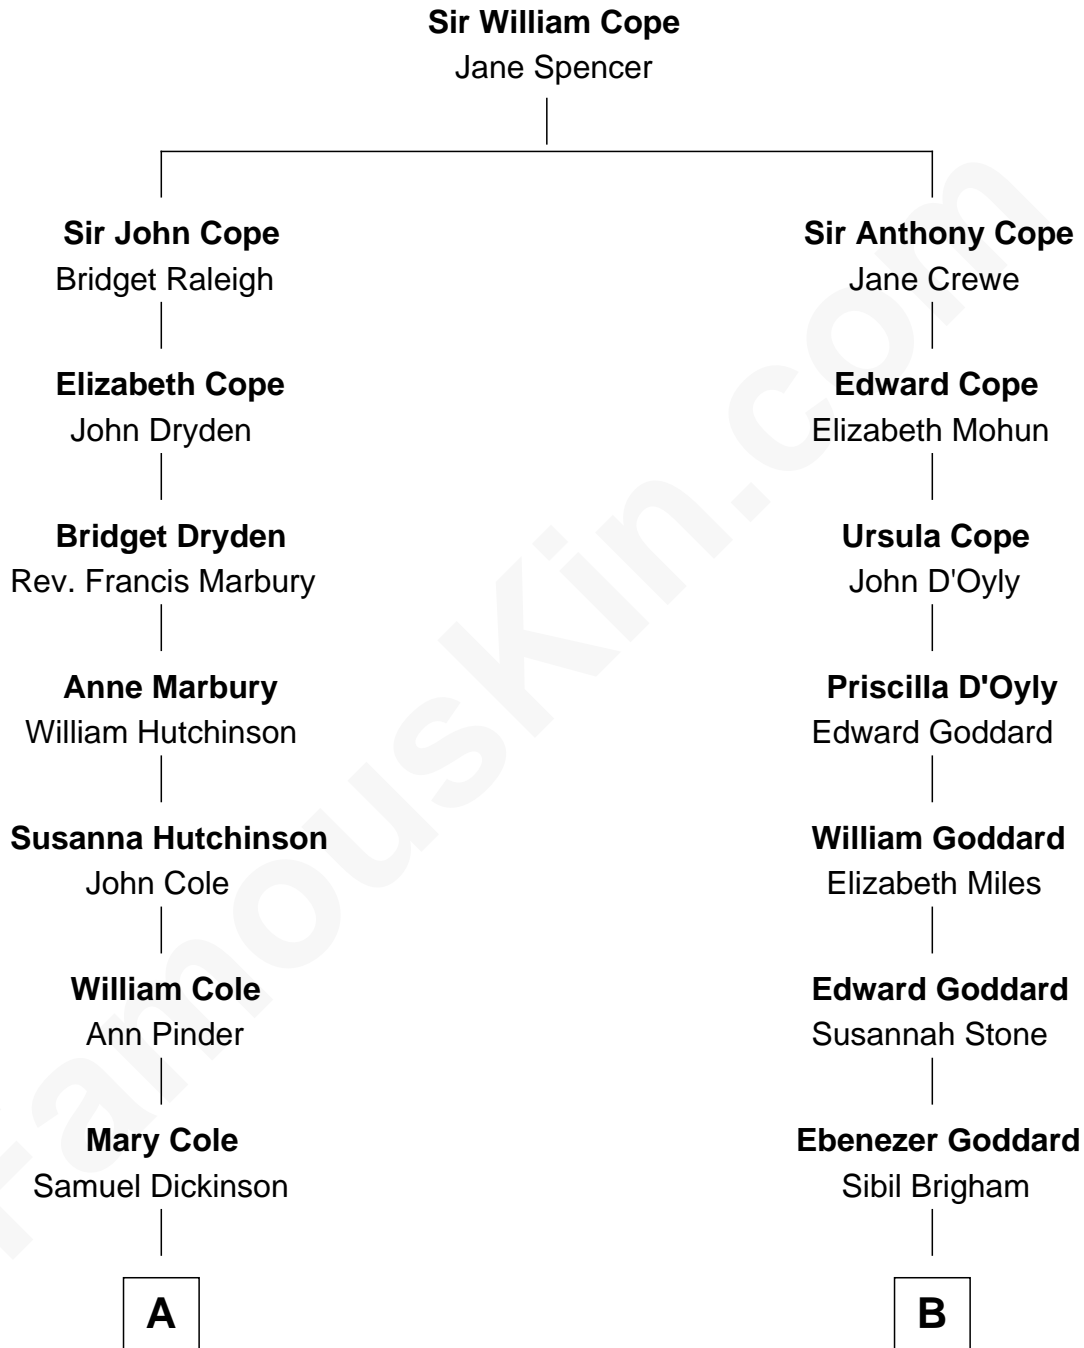 Sir William Cope
Jane Spencer
Sir John Cope
Bridget Raleigh
Sir Anthony Cope
Jane Crewe
Elizabeth Cope
John Dryden
Edward Cope
Elizabeth Mohun
Bridget Dryden
Rev. Francis Marbury
Ursula Cope
John D'Oyly
Anne Marbury
William Hutchinson
Priscilla D'Oyly
Edward Goddard
Susanna Hutchinson
John Cole
William Goddard
Elizabeth Miles
William Cole
Ann Pinder
Edward Goddard
Susannah Stone
Mary Cole
Samuel Dickinson
Ebenezer Goddard
Sibil Brigham
A
B
FamousKin.com